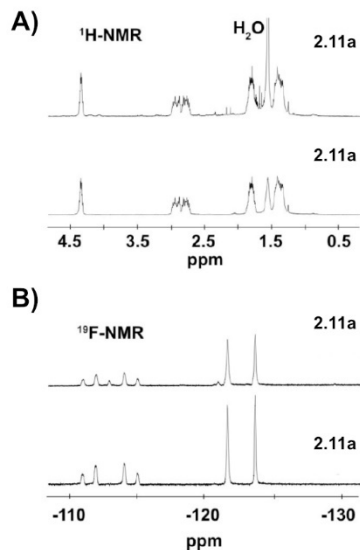 A)
¹H-NMR
H₂O
2.11a
2.11a
4.5 3.5 2.5 1.5 0.5
ppm
B)
¹⁹F-NMR
2.11a
2.11a
-110 -120 -130
ppm